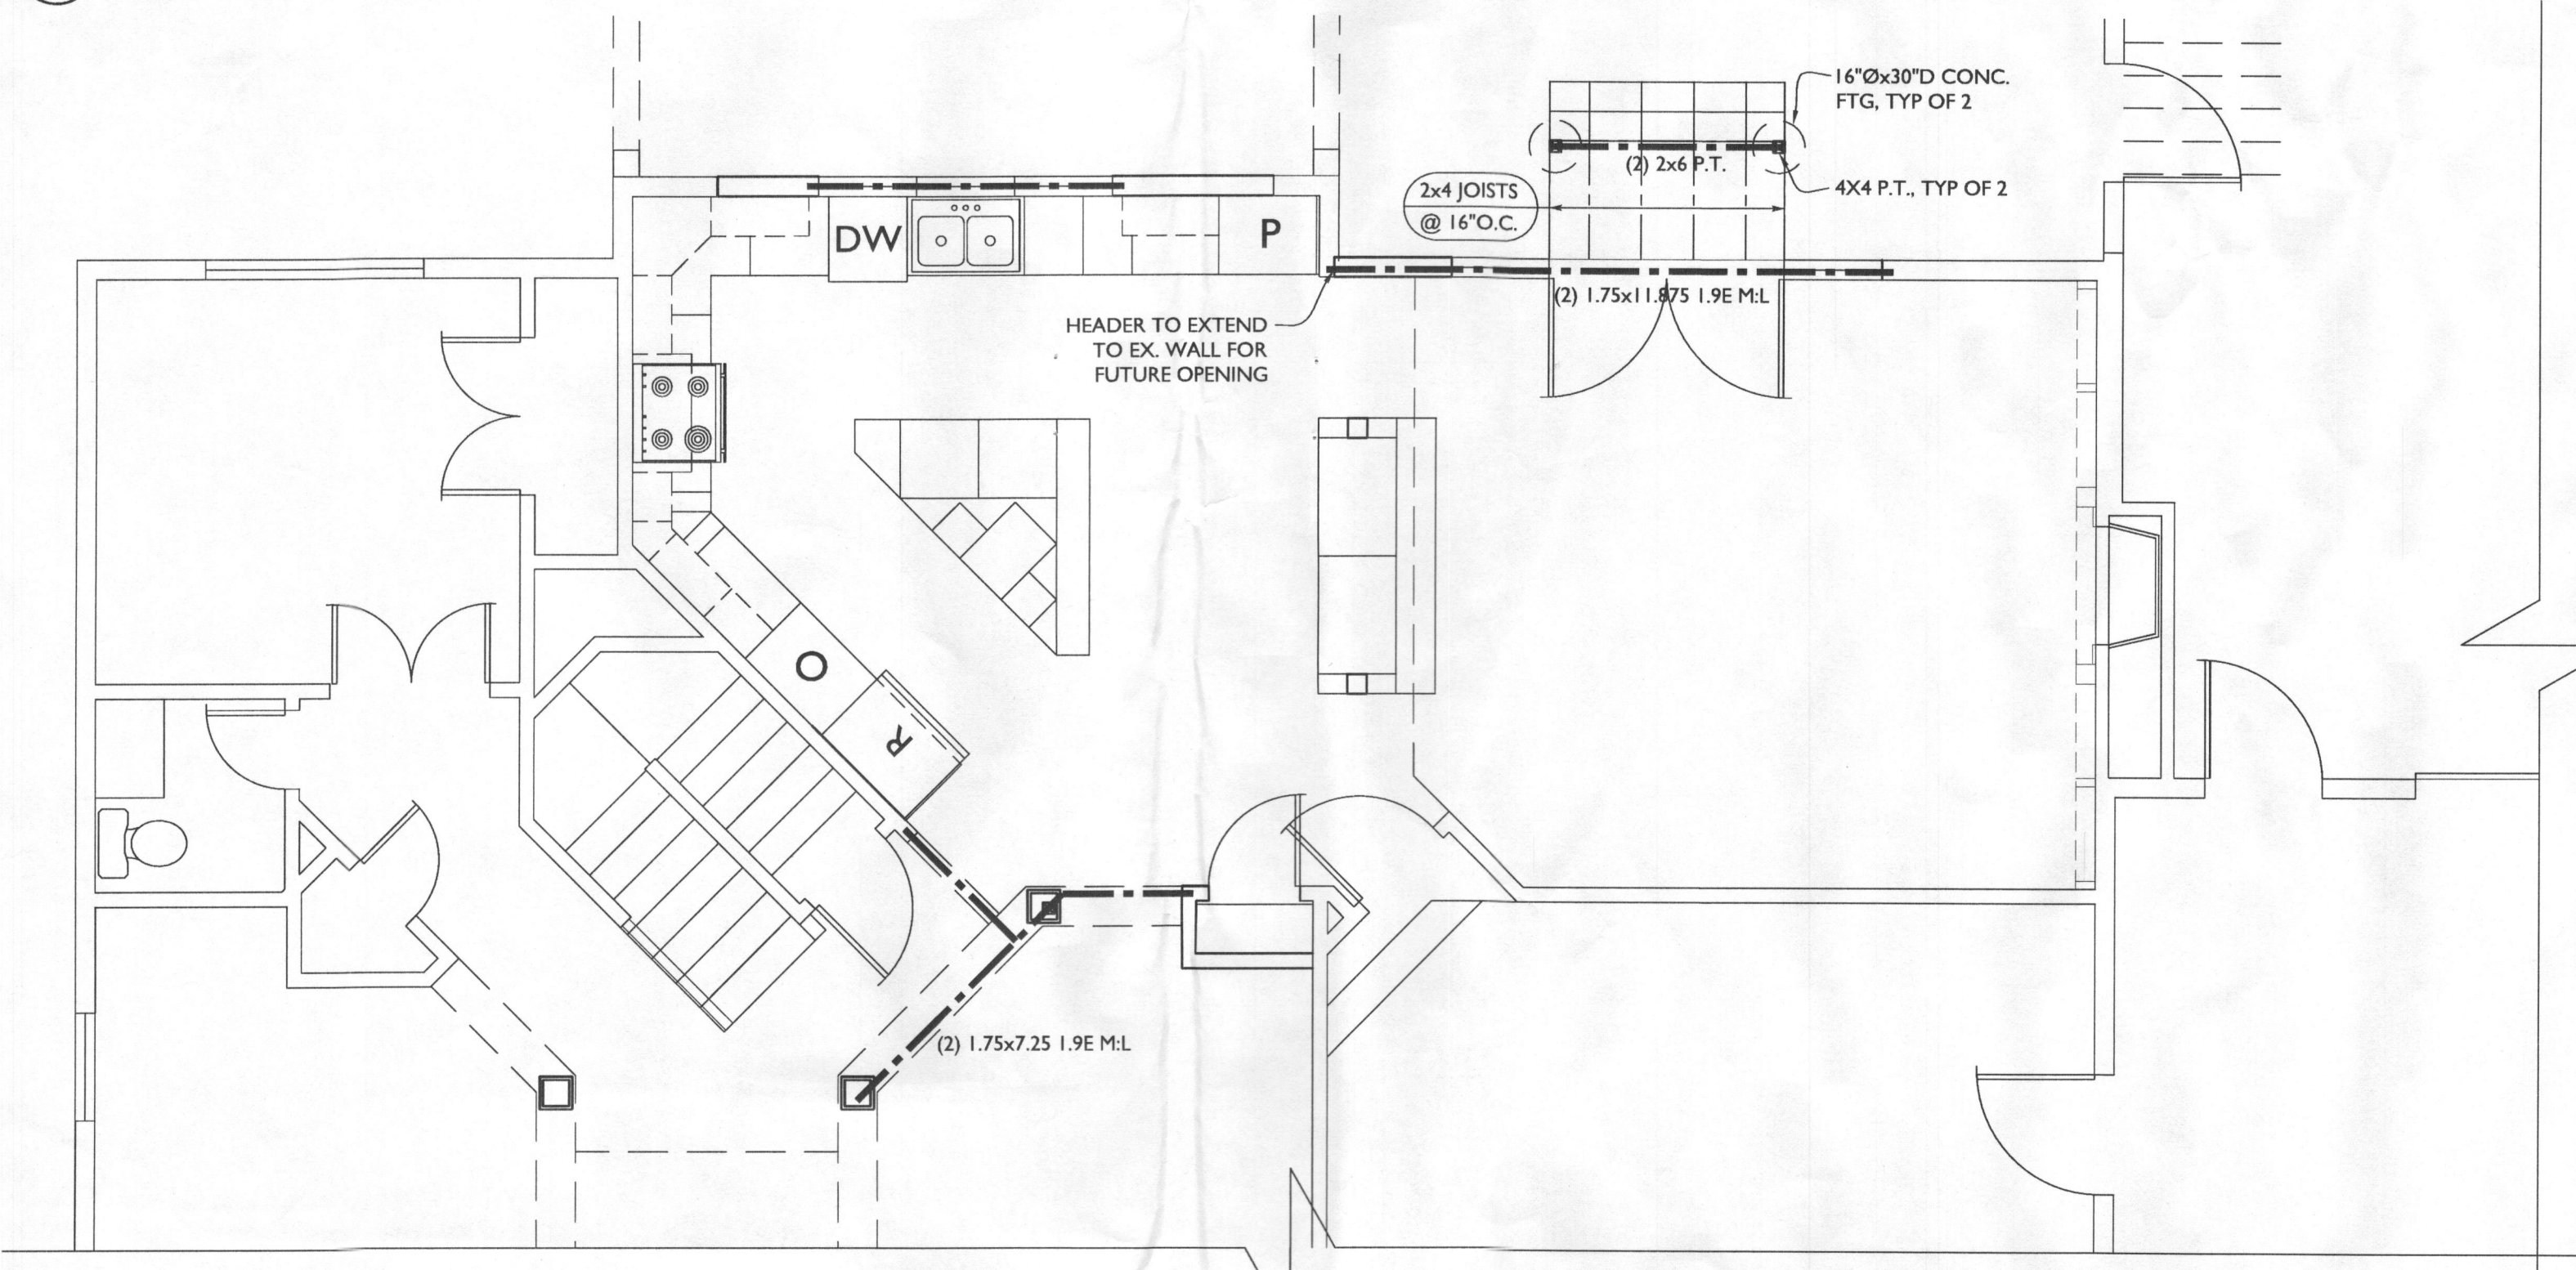 16"Øx30"D CONC.
FTG, TYP OF 2
(2) 2x6 P.T.
4X4 P.T., TYP OF 2
2x4 JOISTS
@ 16"O.C.
DW
P
(2) 1.75x11.875 1.9E M:L
HEADER TO EXTEND
TO EX. WALL FOR
FUTURE OPENING
O
R
(2) 1.75x7.25 1.9E M:L